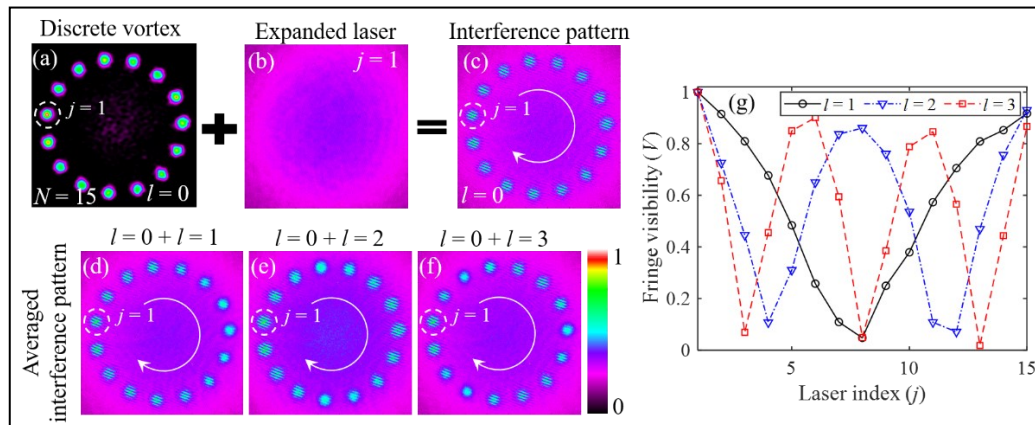 Discrete vortex
Expanded laser
Interference pattern
(a)
j = 1
N = 15
l = 0
(b)
j = 1
(c)
j = 1
l = 0
l = 0 + l = 1
l = 0 + l = 2
l = 0 + l = 3
Averaged
interference pattern
(d)
j = 1
(e)
j = 1
(f)
j = 1
1
0
(g)
l = 1
l = 2
l = 3
Fringe visibility (V)
1
0.8
0.6
0.4
0.2
0
5
10
15
Laser index (j)